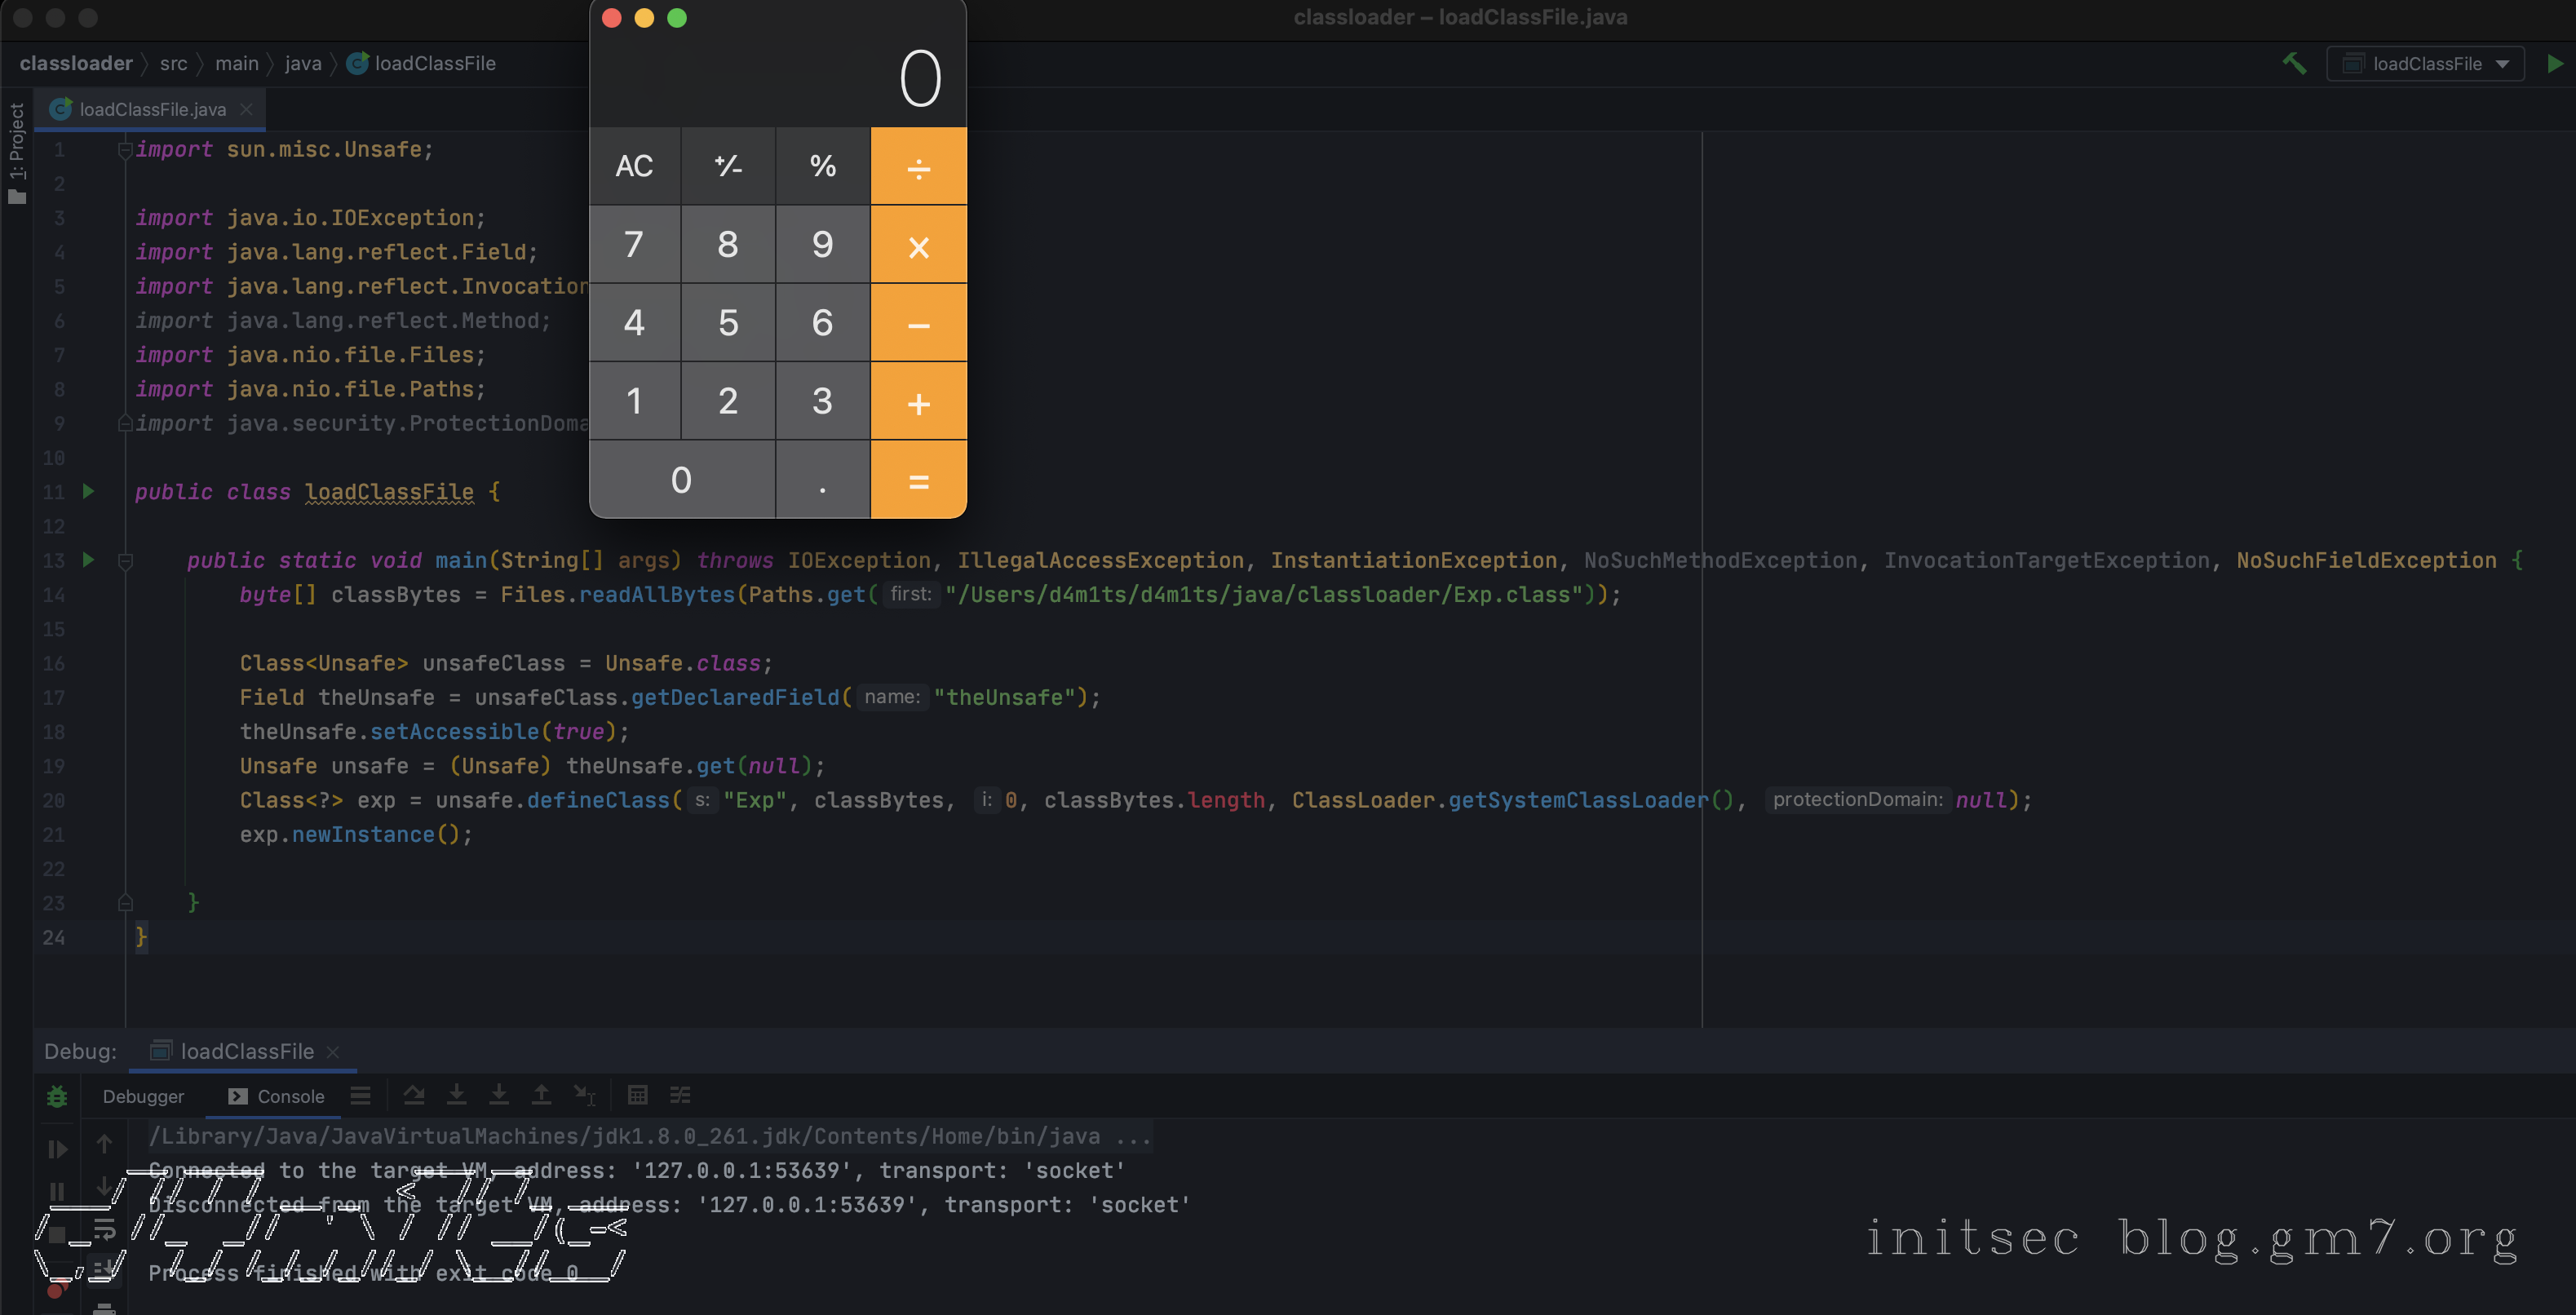 classloader – loadClassFile.java
classloader 〉 src 〉 main 〉 java 〉 loadClassFile
loadClassFile
1: Project
loadClassFile.java
0
AC +⁄- % ÷
7 8 9 ×
4 5 6 −
1 2 3 +
0 . =
1 import sun.misc.Unsafe;
2
3 import java.io.IOException;
4 import java.lang.reflect.Field;
5 import java.lang.reflect.Invocation
6 import java.lang.reflect.Method;
7 import java.nio.file.Files;
8 import java.nio.file.Paths;
9 import java.security.ProtectionDoma
10
11 public class loadClassFile {
12
13 public static void main(String[] args) throws IOException, IllegalAccessException, InstantiationException, NoSuchMethodException, InvocationTargetException, NoSuchFieldException {
14 byte[] classBytes = Files.readAllBytes(Paths.get( first: "/Users/d4m1ts/d4m1ts/java/classloader/Exp.class"));
15
16 Class<Unsafe> unsafeClass = Unsafe.class;
17 Field theUnsafe = unsafeClass.getDeclaredField( name: "theUnsafe");
18 theUnsafe.setAccessible(true);
19 Unsafe unsafe = (Unsafe) theUnsafe.get(null);
20 Class<?> exp = unsafe.defineClass( s: "Exp", classBytes, i: 0, classBytes.length, ClassLoader.getSystemClassLoader(), protectionDomain: null);
21 exp.newInstance();
22
23 }
24 }
Debug: loadClassFile
Debugger Console
/Library/Java/JavaVirtualMachines/jdk1.8.0_261.jdk/Contents/Home/bin/java ...
Connected to the target VM, address: '127.0.0.1:53639', transport: 'socket'
Disconnected from the target VM, address: '127.0.0.1:53639', transport: 'socket'
Process finished with exit code 0
initsec blog.gm7.org